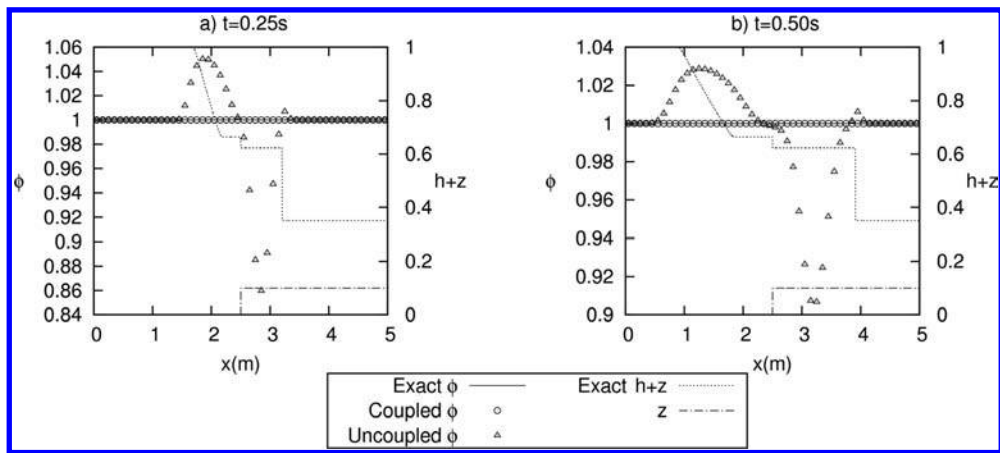 a) t=0.25s
1.06
1.04
1.02
1
0.98
0.96
0.94
0.92
0.9
0.88
0.86
0.84
ϕ
1
0.8
0.6
0.4
0.2
0
h+z
0 1 2 3 4 5
x(m)
b) t=0.50s
1.04
1.02
1
0.98
0.96
0.94
0.92
0.9
ϕ
1
0.8
0.6
0.4
0.2
0
h+z
0 1 2 3 4 5
x(m)
Exact ϕ
Coupled ϕ
Uncoupled ϕ
Exact h+z
z